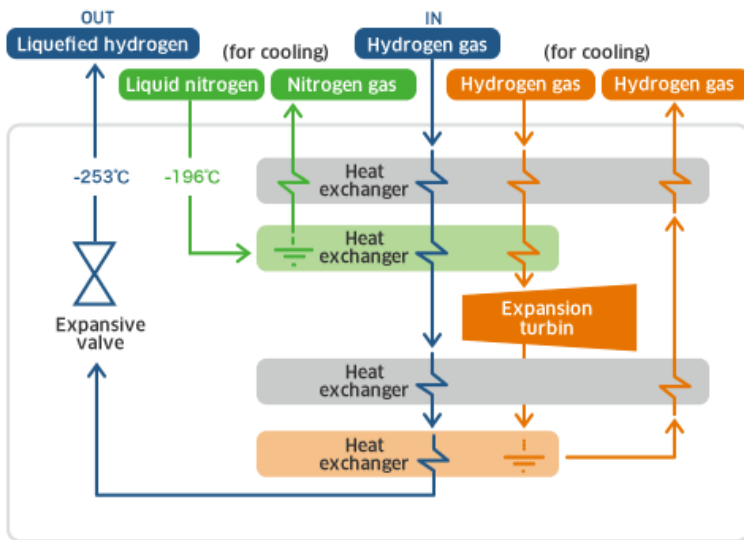 OUT
IN
Liquefied hydrogen
(for cooling)
Hydrogen gas
(for cooling)
Liquid nitrogen
Nitrogen gas
Hydrogen gas
Hydrogen gas
-253℃
-196℃
Heat
exchanger
Heat
exchanger
Expansive
valve
Expansion
turbin
Heat
exchanger
Heat
exchanger